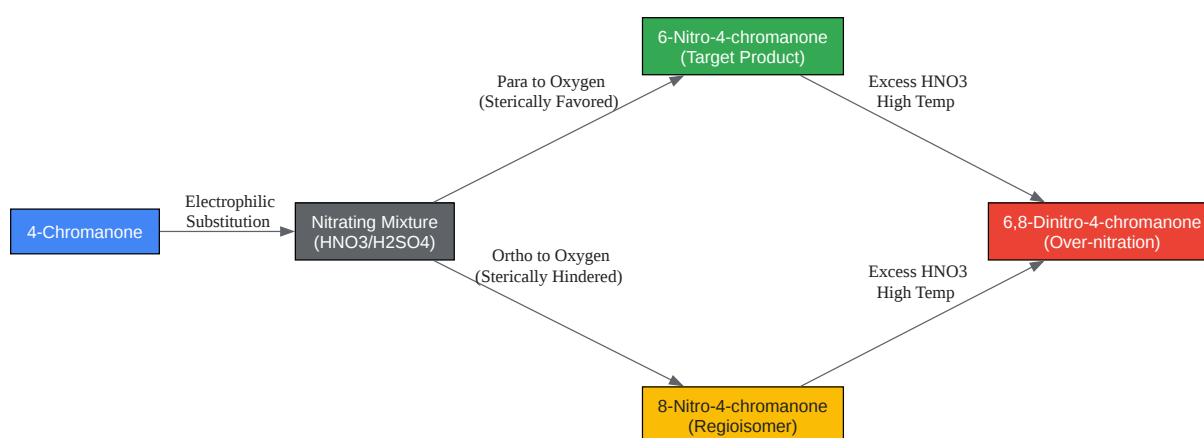 6-Nitro-4-chromanone
(Target Product)
Para to Oxygen
(Sterically Favored)
Excess HNO3
High Temp
Electrophilic
Substitution
4-Chromanone
Nitrating Mixture
(HNO3/H2SO4)
6,8-Dinitro-4-chromanone
(Over-nitration)
Ortho to Oxygen
(Sterically Hindered)
Excess HNO3
High Temp
8-Nitro-4-chromanone
(Regioisomer)